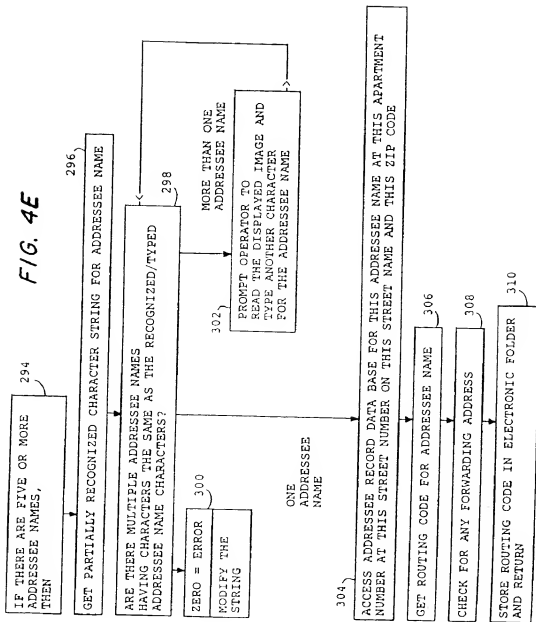 FIG. 4E
IF THERE ARE FIVE OR MORE
ADDRESSEE NAMES,
THEN
294
GET PARTIALLY RECOGNIZED CHARACTER STRING FOR ADDRESSEE NAME
296
ARE THERE MULTIPLE ADDRESSEE NAMES
HAVING CHARACTERS THE SAME AS THE RECOGNIZED/TYPED
ADDRESSEE NAME CHARACTERS?
298
ZERO = ERROR
MODIFY THE
STRING
300
MORE THAN ONE
ADDRESSEE NAME
302
PROMPT OPERATOR TO
READ THE DISPLAYED IMAGE AND
TYPE ANOTHER CHARACTER
FOR THE ADDRESSEE NAME
ONE
ADDRESSEE
NAME
304
ACCESS ADDRESSEE RECORD DATA BASE FOR THIS ADDRESSEE NAME AT THIS APARTMENT
NUMBER AT THIS STREET NUMBER ON THIS STREET NAME AND THIS ZIP CODE
GET ROUTING CODE FOR ADDRESSEE NAME
306
CHECK FOR ANY FORWARDING ADDRESS
308
STORE ROUTING CODE IN ELECTRONIC FOLDER
AND RETURN
310